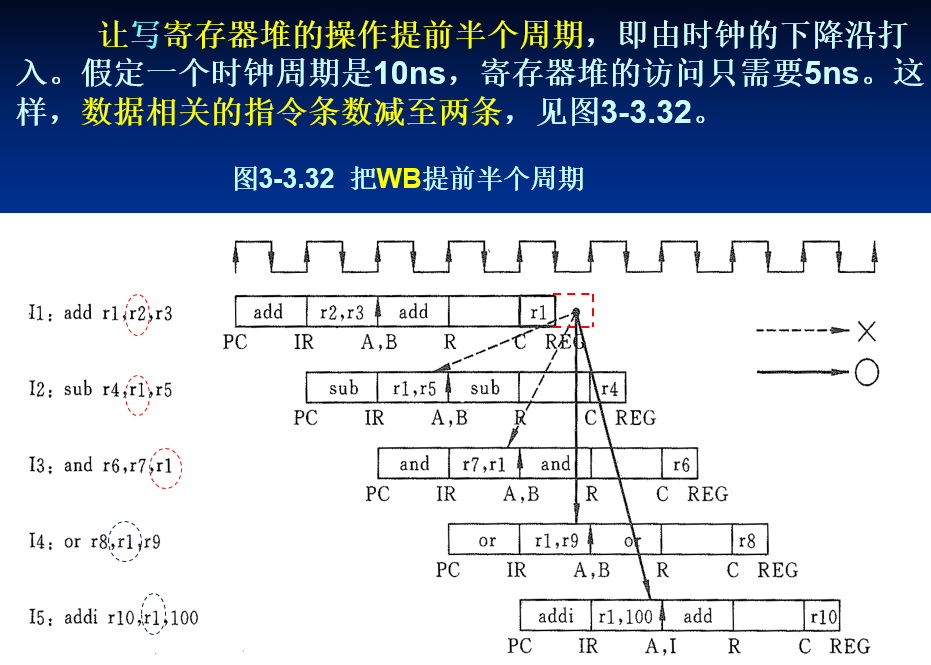 让写寄存器堆的操作提前半个周期，即由时钟的下降沿打
入。假定一个时钟周期是10ns，寄存器堆的访问只需要5ns。这
样，数据相关的指令条数减至两条，见图3-3.32。
图3-3.32 把WB提前半个周期
I1: add r1,r2,r3 add r2,r3 add r1
PC IR A,B R C REG
I2: sub r4,r1,r5 sub r1,r5 sub r4
PC IR A,B R C REG
I3: and r6,r7,r1 and r7,r1 and r6
PC IR A,B R C REG
I4: or r8,r1,r9 or r1,r9 or r8
PC IR A,B R C REG
I5: addi r10,r1,100 addi r1,100 add r10
PC IR A,I R C REG